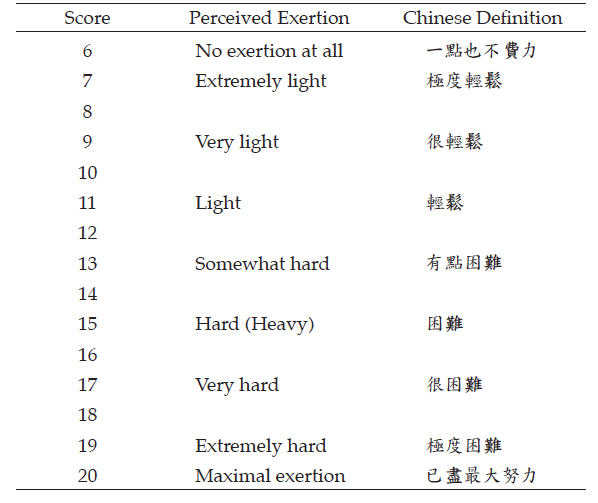 Score Perceived Exertion Chinese Definition
6 No exertion at all 一點也不費力
7 Extremely light 極度輕鬆
8
9 Very light 很輕鬆
10
11 Light 輕鬆
12
13 Somewhat hard 有點困難
14
15 Hard (Heavy) 困難
16
17 Very hard 很困難
18
19 Extremely hard 極度困難
20 Maximal exertion 已盡最大努力